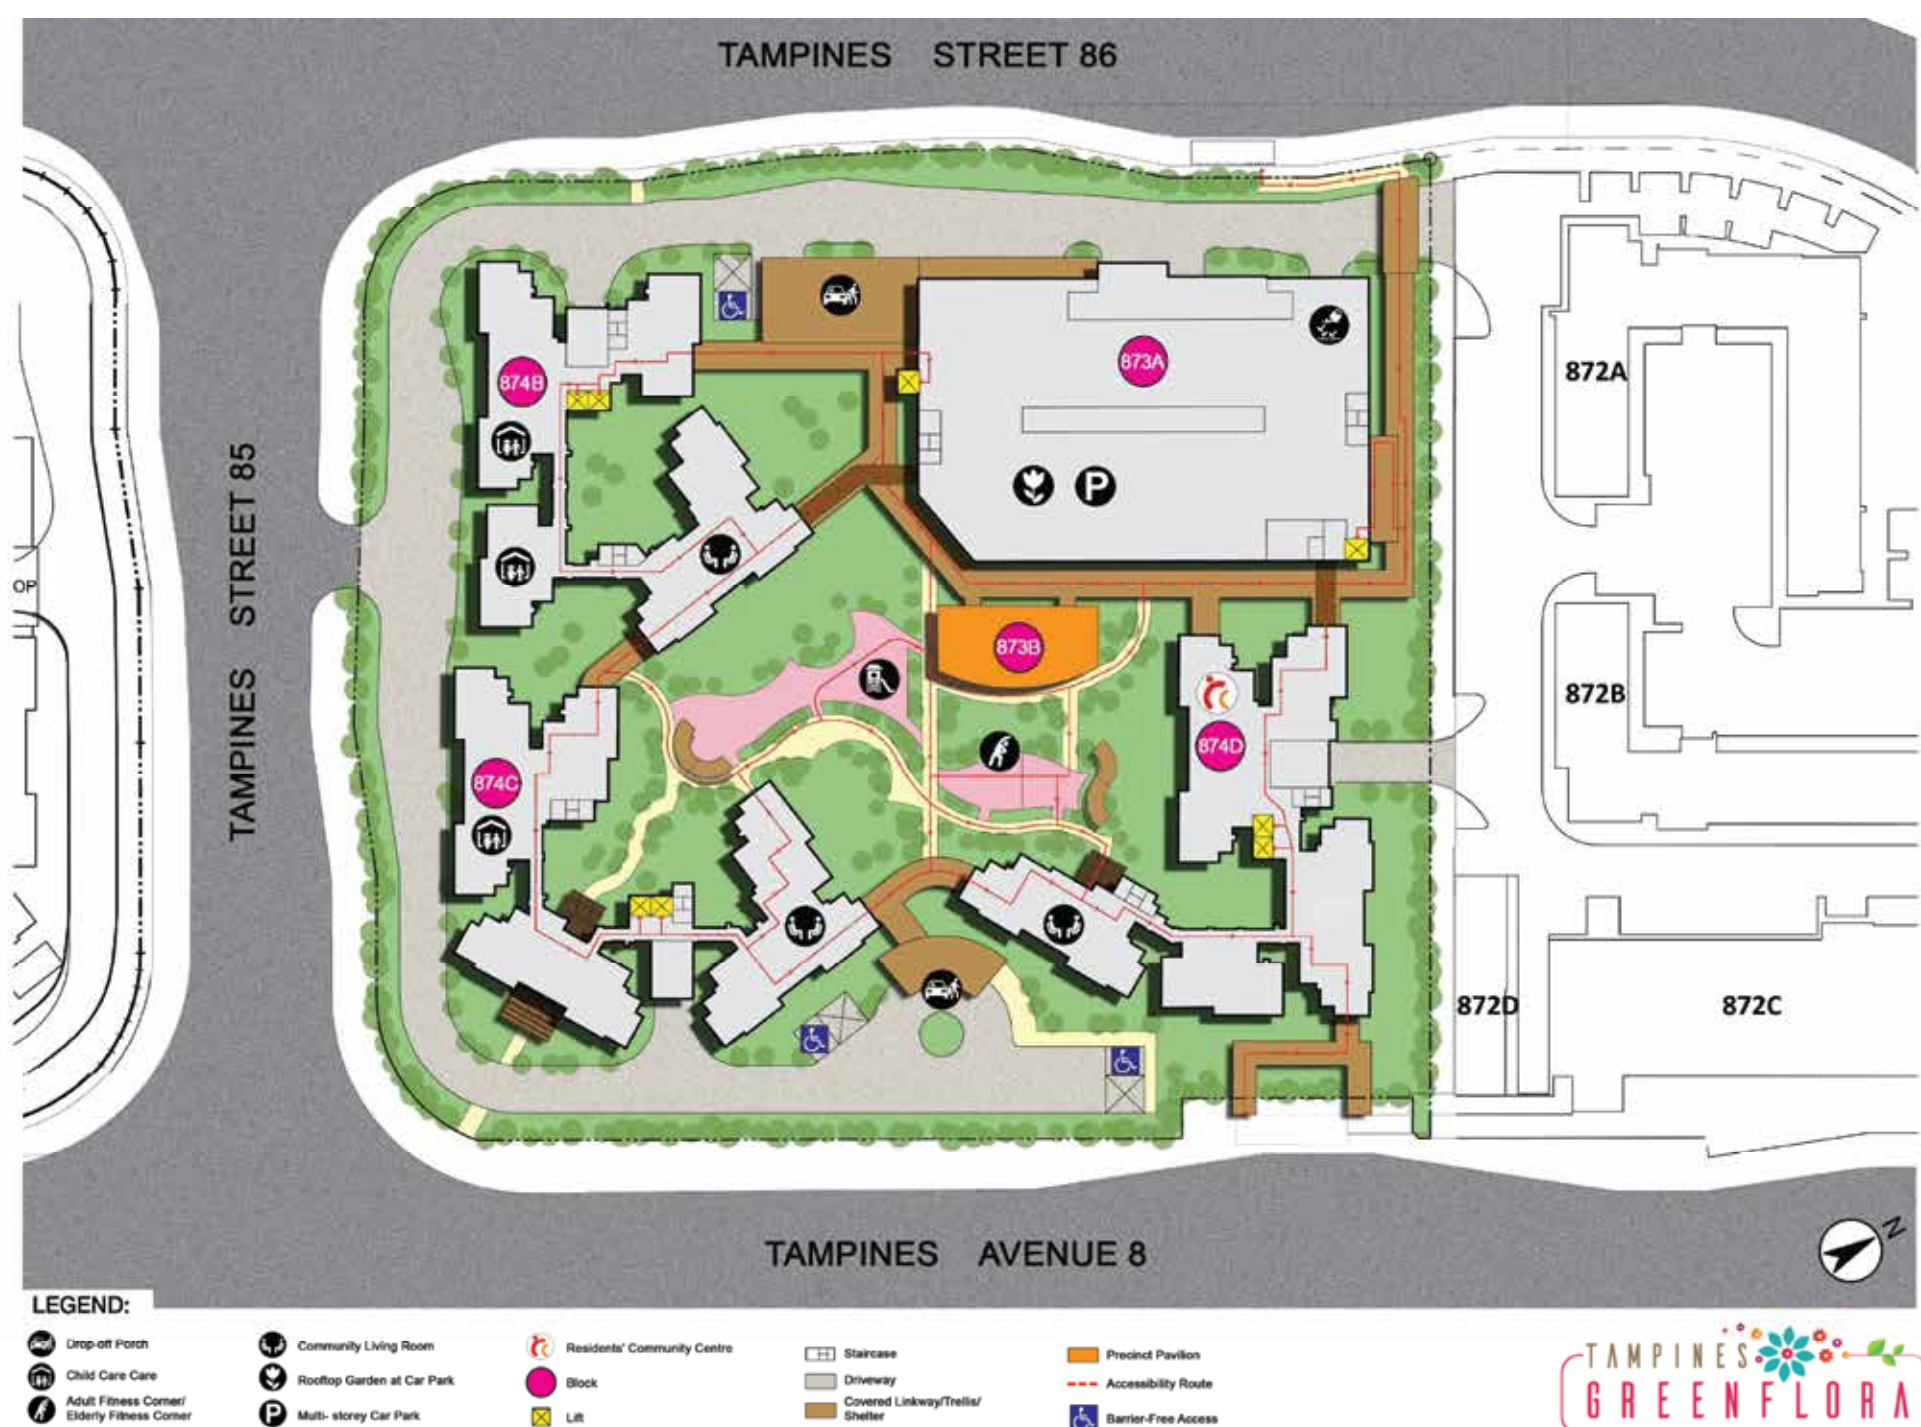 TAMPINES STREET 86
874B
873A
872A
P
TAMPINES STREET 85
OP
873B
872B
874D
874C
872D
872C
TAMPINES AVENUE 8
N
LEGEND:
Drop-off Porch
Child Care Care
Adult Fitness Corner/
Elderly Fitness Corner
Community Living Room
Rooftop Garden at Car Park
P Multi- storey Car Park
Residents' Community Centre
Block
Lift
Staircase
Driveway
Covered Linkway/Trellis/
Shelter
Precinct Pavilion
Accessibility Route
Barrier-Free Access
TAMPINES
GREENFLORA